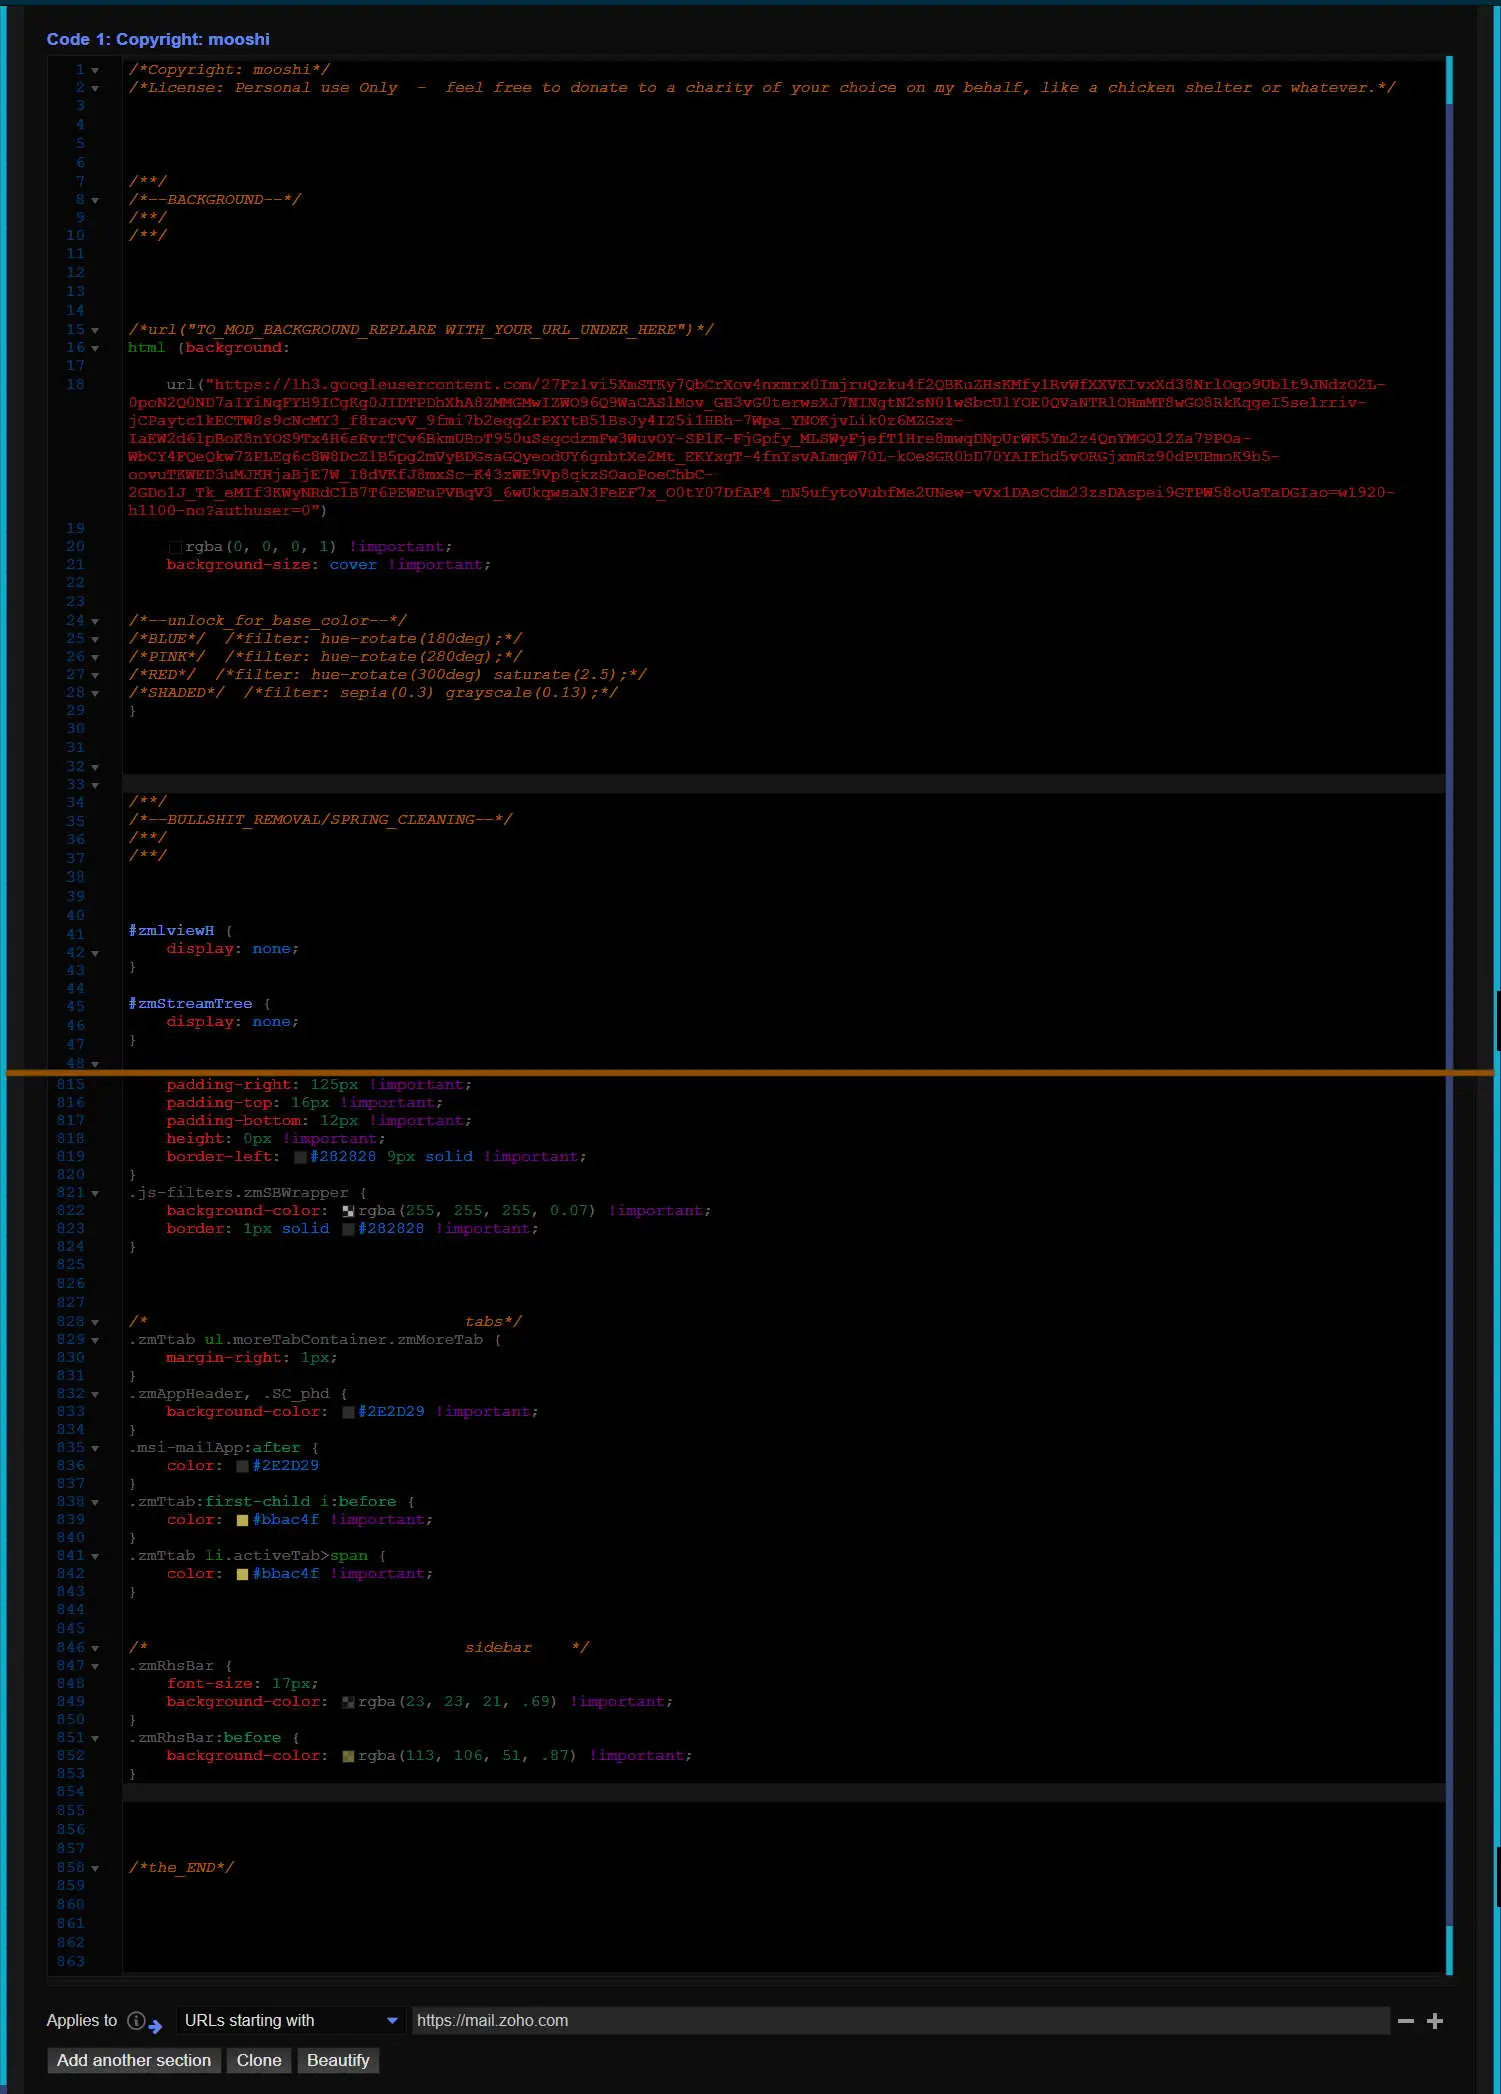 Code 1: Copyright: mooshi
1 /*Copyright: mooshi*/
2 /*License: Personal use Only  -  feel free to donate to a charity of your choice on my behalf, like a chicken shelter or whatever.*/
3
4
5
6
7 /**/
8 /*--BACKGROUND--*/
9 /**/
10 /**/
11
12
13
14
15 /*url("TO_MOD_BACKGROUND_REPLARE WITH_YOUR_URL_UNDER_HERE")*/
16 html {background:
17
18 url("https://lh3.googleusercontent.com/
h1100-no?authuser=0")
19
20 rgba(0, 0, 0, 1) !important;
21 background-size: cover !important;
22
23
24 /*--unlock_for_base_color--*/
25 /*BLUE*/  /*filter: hue-rotate(180deg);*/
26 /*PINK*/  /*filter: hue-rotate(280deg);*/
27 /*RED*/  /*filter: hue-rotate(300deg) saturate(2.5);*/
28 /*SHADED*/  /*filter: sepia(0.3) grayscale(0.13);*/
29 }
30
31
32
33
34 /**/
35 /*--BULLSHIT_REMOVAL/SPRING_CLEANING--*/
36 /**/
37 /**/
38
39
40
41 #zmlviewH {
42 display: none;
43 }
44
45 #zmStreamTree {
46 display: none;
47 }
48
815 padding-right: 125px !important;
816 padding-top: 16px !important;
817 padding-bottom: 12px !important;
818 height: 0px !important;
819 border-left: #282828 9px solid !important;
820 }
821 .js-filters.zmSBWrapper {
822 background-color: rgba(255, 255, 255, 0.07) !important;
823 border: 1px solid #282828 !important;
824 }
825
826
827
828 /* tabs*/
829 .zmTtab ul.moreTabContainer.zmMoreTab {
830 margin-right: 1px;
831 }
832 .zmAppHeader, .SC_phd {
833 background-color: #2E2D29 !important;
834 }
835 .msi-mailApp:after {
836 color: #2E2D29
837 }
838 .zmTtab:first-child i:before {
839 color: #bbac4f !important;
840 }
841 .zmTtab li.activeTab>span {
842 color: #bbac4f !important;
843 }
844
845
846 /* sidebar */
847 .zmRhsBar {
848 font-size: 17px;
849 background-color: rgba(23, 23, 21, .69) !important;
850 }
851 .zmRhsBar:before {
852 background-color: rgba(113, 106, 51, .87) !important;
853 }
854
855
856
857
858 /*the_END*/
859
860
861
862
863
Applies to URLs starting with https://mail.zoho.com
Add another section Clone Beautify